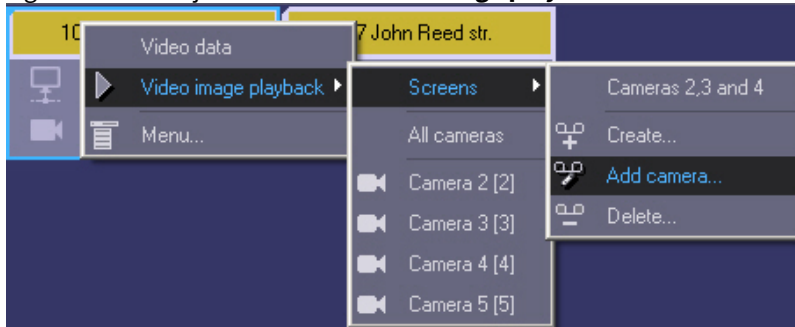 10
7 John Reed str.
Video data
Video image playback
Menu...
Screens
All cameras
Camera 2 [2]
Camera 3 [3]
Camera 4 [4]
Camera 5 [5]
Cameras 2,3 and 4
Create...
Add camera...
Delete...